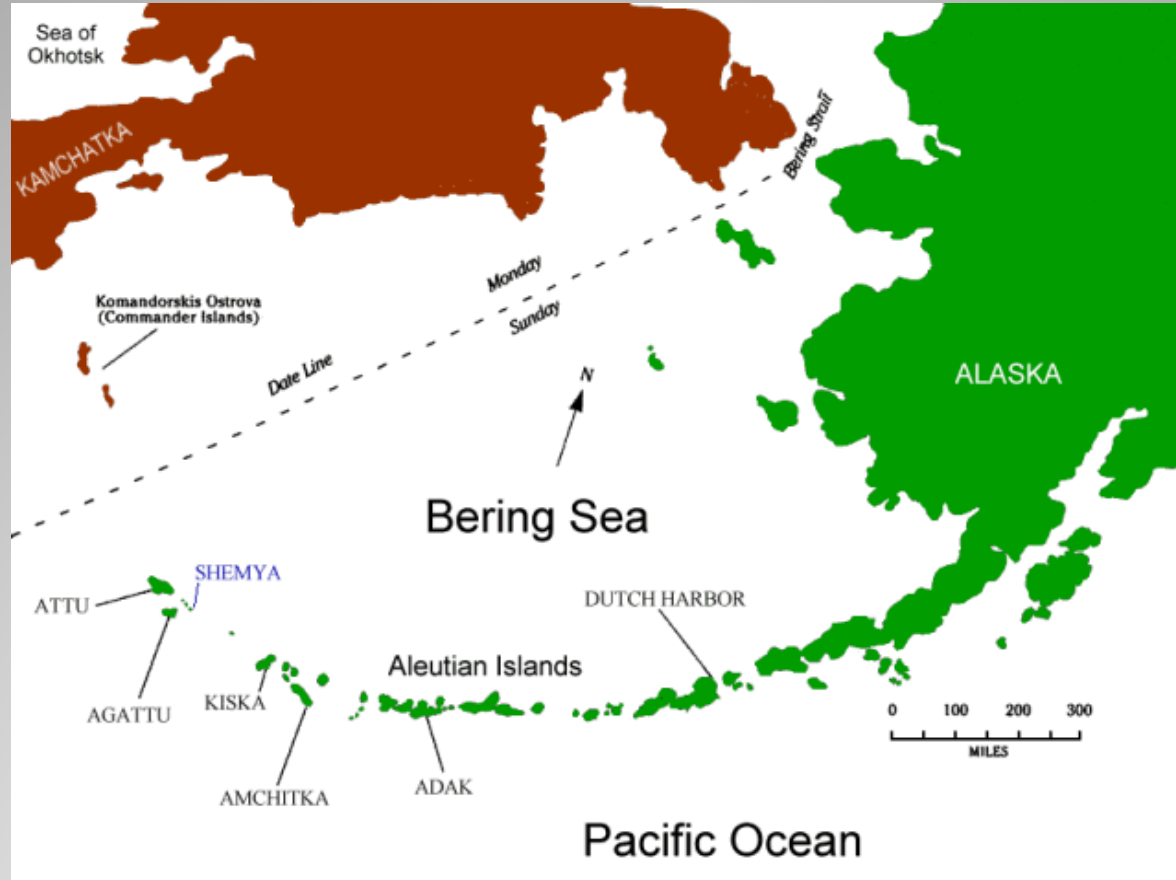 Sea of
Okhotsk
KAMCHATKA
Bering Strait
Komandorskis Ostrova
(Commander Islands)
Monday
Sunday
Date Line
N
ALASKA
Bering Sea
SHEMYA
ATTU
DUTCH HARBOR
Aleutian Islands
KISKA
AGATTU
0 100 200 300
MILES
ADAK
AMCHITKA
Pacific Ocean